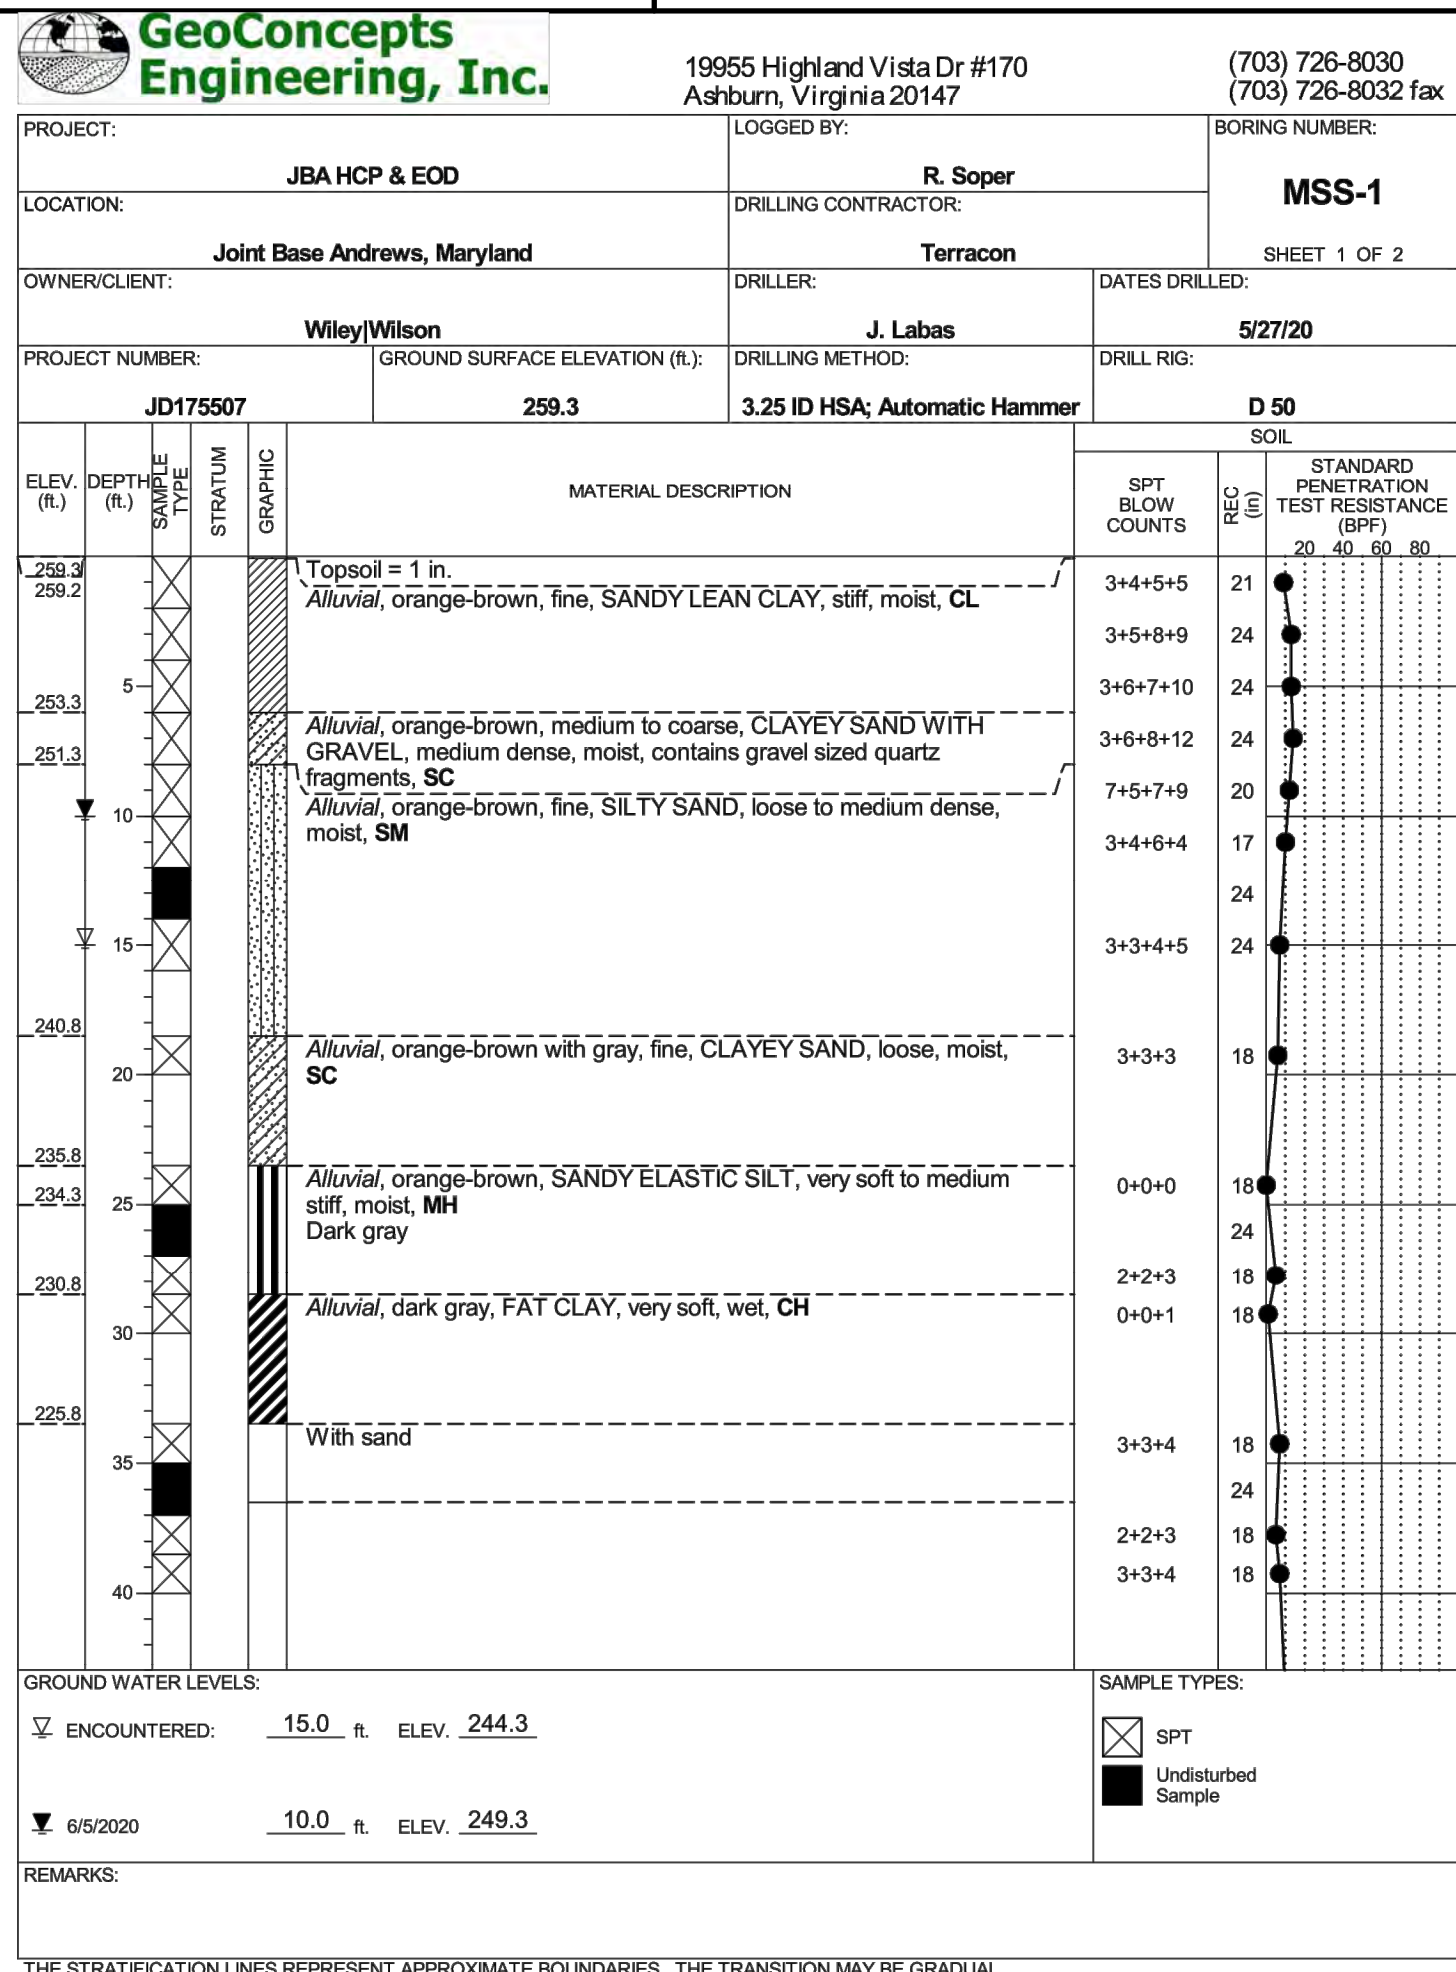 GeoConcepts
Engineering, Inc.
19955 Highland Vista Dr #170
Ashburn, Virginia 20147
(703) 726-8030
(703) 726-8032 fax
PROJECT:
JBA HCP & EOD
LOGGED BY:
R. Soper
BORING NUMBER:
MSS-1
SHEET 1 OF 2
LOCATION:
Joint Base Andrews, Maryland
DRILLING CONTRACTOR:
Terracon
OWNER/CLIENT:
Wiley|Wilson
DRILLER:
J. Labas
DATES DRILLED:
5/27/20
PROJECT NUMBER:
JD175507
GROUND SURFACE ELEVATION (ft.):
259.3
DRILLING METHOD:
3.25 ID HSA; Automatic Hammer
DRILL RIG:
D 50
ELEV.
(ft.)
DEPTH
(ft.)
SAMPLE
TYPE
STRATUM
GRAPHIC
MATERIAL DESCRIPTION
SOIL
SPT
BLOW
COUNTS
REC
(in)
STANDARD
PENETRATION
TEST RESISTANCE
(BPF)
20 40 60 80
259.3
Topsoil = 1 in.
259.2
Alluvial, orange-brown, fine, SANDY LEAN CLAY, stiff, moist, CL
3+4+5+5 21
3+5+8+9 24
5
3+6+7+10 24
253.3
Alluvial, orange-brown, medium to coarse, CLAYEY SAND WITH
GRAVEL, medium dense, moist, contains gravel sized quartz
fragments, SC
3+6+8+12 24
251.3
7+5+7+9 20
Alluvial, orange-brown, fine, SILTY SAND, loose to medium dense,
moist, SM
10
3+4+6+4 17
24
15
3+3+4+5 24
240.8
Alluvial, orange-brown with gray, fine, CLAYEY SAND, loose, moist,
SC
3+3+3 18
20
235.8
Alluvial, orange-brown, SANDY ELASTIC SILT, very soft to medium
stiff, moist, MH
0+0+0 18
234.3
25
Dark gray
24
2+2+3 18
230.8
Alluvial, dark gray, FAT CLAY, very soft, wet, CH
0+0+1 18
30
225.8
With sand
3+3+4 18
35
24
2+2+3 18
3+3+4 18
40
GROUND WATER LEVELS:
ENCOUNTERED: 15.0 ft. ELEV. 244.3
6/5/2020 10.0 ft. ELEV. 249.3
SAMPLE TYPES:
SPT
Undisturbed
Sample
REMARKS:
THE STRATIFICATION LINES REPRESENT APPROXIMATE BOUNDARIES. THE TRANSITION MAY BE GRADUAL.